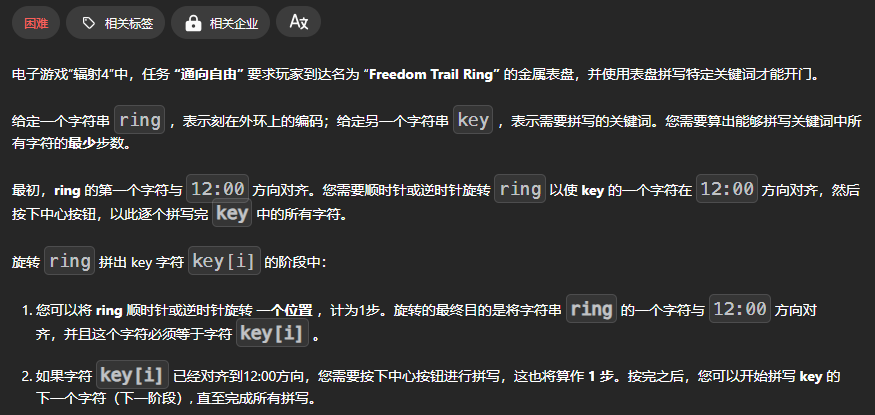 困难 相关标签 相关企业 A文
电子游戏“辐射4”中，任务 “通向自由” 要求玩家到达名为 “Freedom Trail Ring” 的金属表盘，并使用表盘拼写特定关键词才能开门。
给定一个字符串 ring ，表示刻在外环上的编码；给定另一个字符串 key ，表示需要拼写的关键词。您需要算出能够拼写关键词中所
有字符的最少步数。
最初，ring 的第一个字符与 12:00 方向对齐。您需要顺时针或逆时针旋转 ring 以使 key 的一个字符在 12:00 方向对齐，然后
按下中心按钮，以此逐个拼写完 key 中的所有字符。
旋转 ring 拼出 key 字符 key[i] 的阶段中：
1. 您可以将 ring 顺时针或逆时针旋转 一个位置 ，计为1步。旋转的最终目的是将字符串 ring 的一个字符与 12:00 方向对
齐，并且这个字符必须等于字符 key[i] 。
2. 如果字符 key[i] 已经对齐到12:00方向，您需要按下中心按钮进行拼写，这也将算作 1 步。按完之后，您可以开始拼写 key 的
下一个字符（下一阶段）, 直至完成所有拼写。